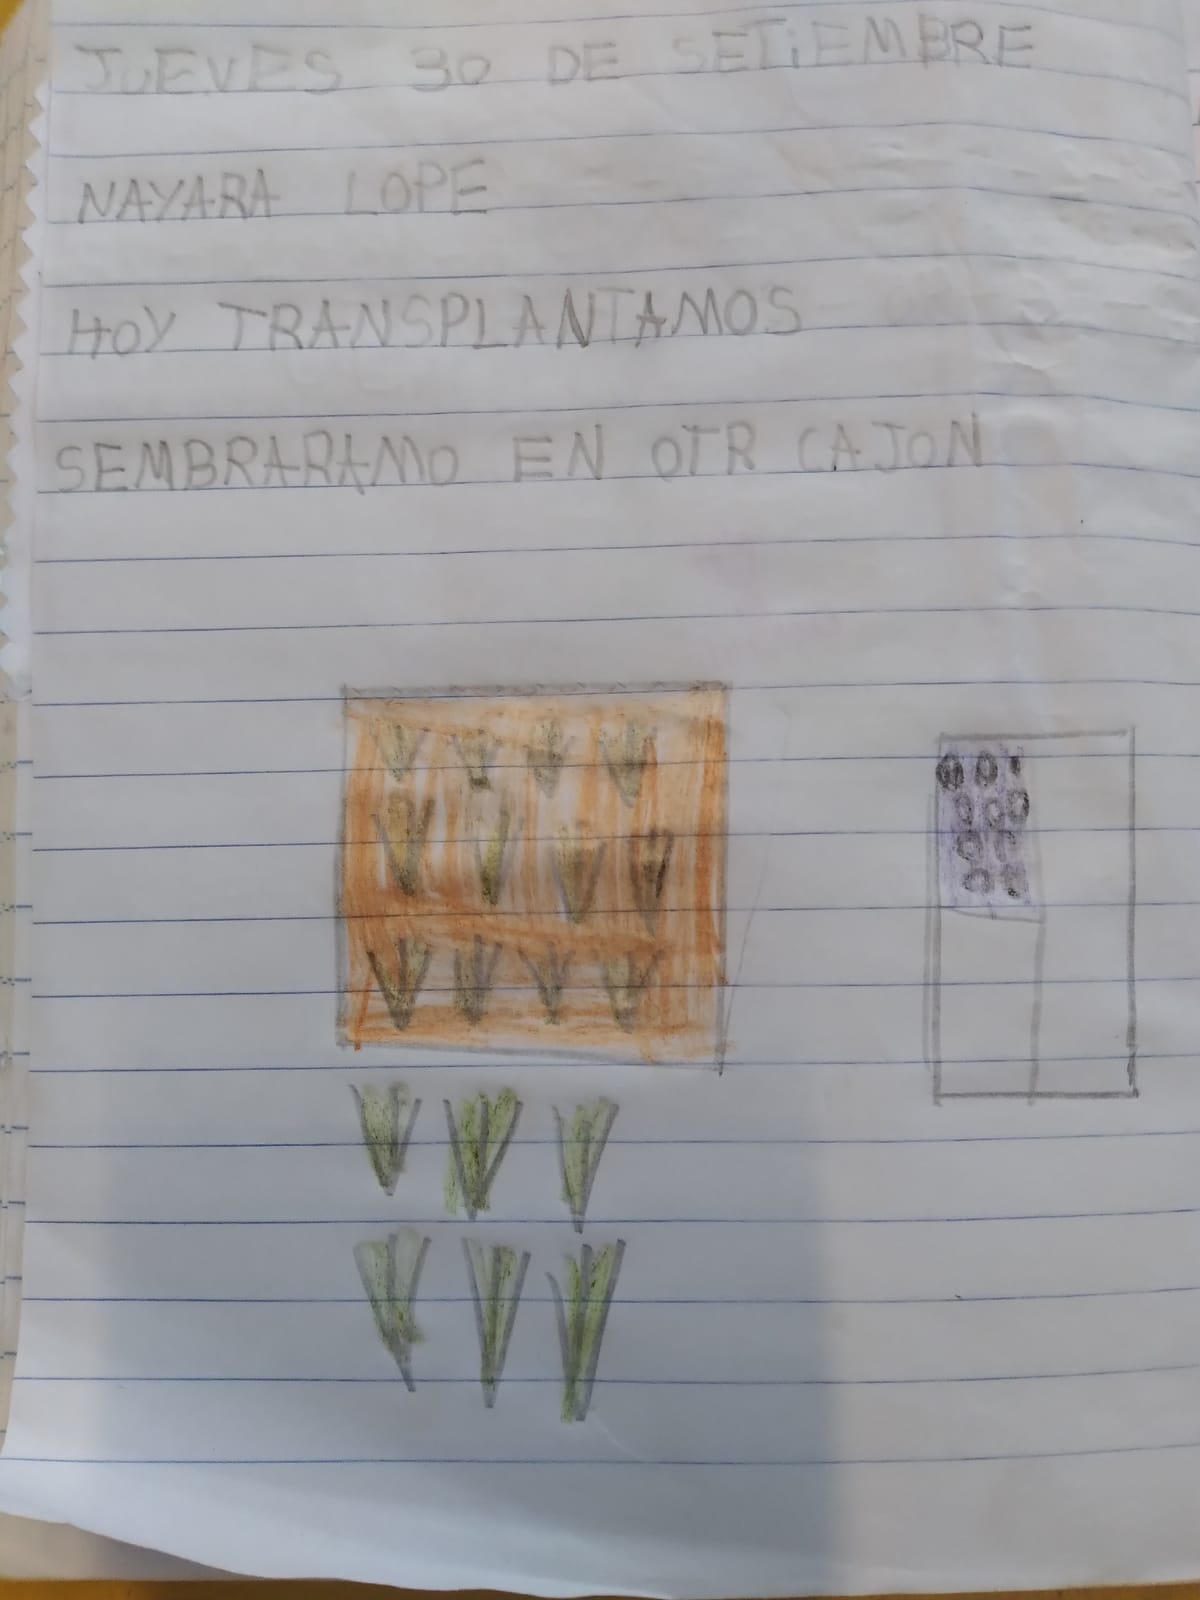 JUEVES 30 DE SETIEMBRE
NAYARA LOPE
HOY TRANSPLANTAMOS
SEMBRARAMO EN OTR CAJON